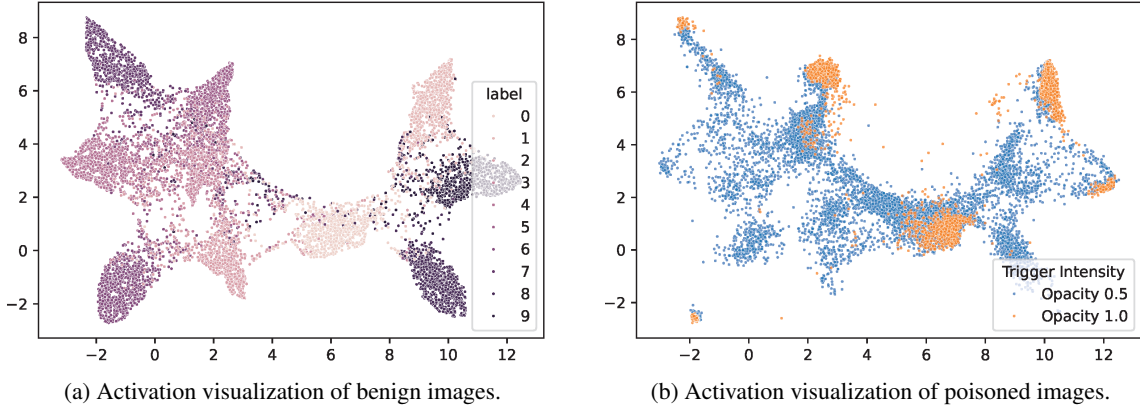 8
6
4
2
0
−2
−2 0 2 4 6 8 10 12
label
0
1
2
3
4
5
6
7
8
9
(a) Activation visualization of benign images.
8
6
4
2
0
−2
−2 0 2 4 6 8 10 12
Trigger Intensity
Opacity 0.5
Opacity 1.0
(b) Activation visualization of poisoned images.